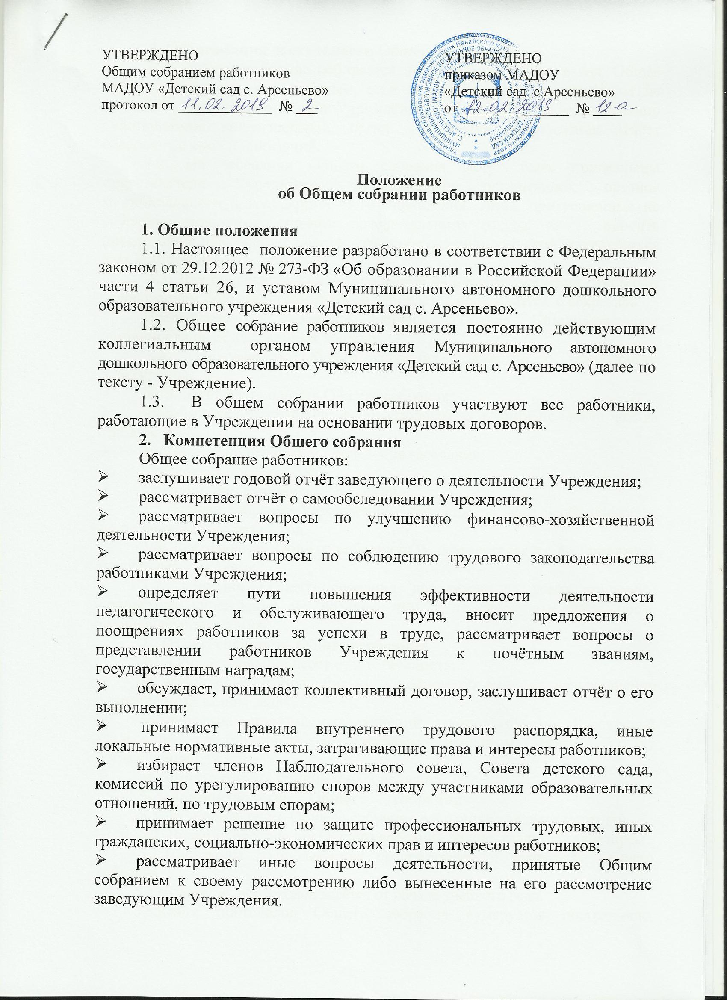 УТВЕРЖДЕНО
Общим собранием работников
МАДОУ «Детский сад с. Арсеньево»
протокол от 11.02. 2019 № 2
УТВЕРЖДЕНО
приказом МАДОУ
«Детский сад с.Арсеньево»
от 12.02 2019 № 12-а
Положение
об Общем собрании работников
1. Общие положения
1.1. Настоящее положение разработано в соответствии с Федеральным
законом от 29.12.2012 № 273-ФЗ «Об образовании в Российской Федерации»
части 4 статьи 26, и уставом Муниципального автономного дошкольного
образовательного учреждения «Детский сад с. Арсеньево».
1.2. Общее собрание работников является постоянно действующим
коллегиальным органом управления Муниципального автономного
дошкольного образовательного учреждения «Детский сад с. Арсеньево» (далее по
тексту - Учреждение).
1.3. В общем собрании работников участвуют все работники,
работающие в Учреждении на основании трудовых договоров.
2. Компетенция Общего собрания
Общее собрание работников:
➢ заслушивает годовой отчёт заведующего о деятельности Учреждения;
➢ рассматривает отчёт о самообследовании Учреждения;
➢ рассматривает вопросы по улучшению финансово-хозяйственной
деятельности Учреждения;
➢ рассматривает вопросы по соблюдению трудового законодательства
работниками Учреждения;
➢ определяет пути повышения эффективности деятельности
педагогического и обслуживающего труда, вносит предложения о
поощрениях работников за успехи в труде, рассматривает вопросы о
представлении работников Учреждения к почётным званиям,
государственным наградам;
➢ обсуждает, принимает коллективный договор, заслушивает отчёт о его
выполнении;
➢ принимает Правила внутреннего трудового распорядка, иные
локальные нормативные акты, затрагивающие права и интересы работников;
➢ избирает членов Наблюдательного совета, Совета детского сада,
комиссий по урегулированию споров между участниками образовательных
отношений, по трудовым спорам;
➢ принимает решение по защите профессиональных трудовых, иных
гражданских, социально-экономических прав и интересов работников;
➢ рассматривает иные вопросы деятельности, принятые Общим
собранием к своему рассмотрению либо вынесенные на его рассмотрение
заведующим Учреждения.